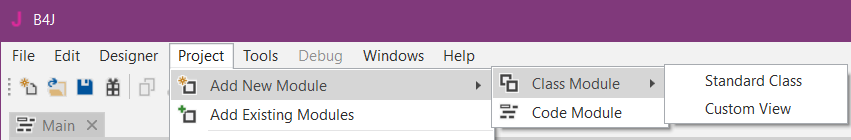 J B4J
File Edit Designer Project Tools Debug Windows Help
Add New Module
Class Module
Standard Class
Custom View
Add Existing Modules
Code Module
Main